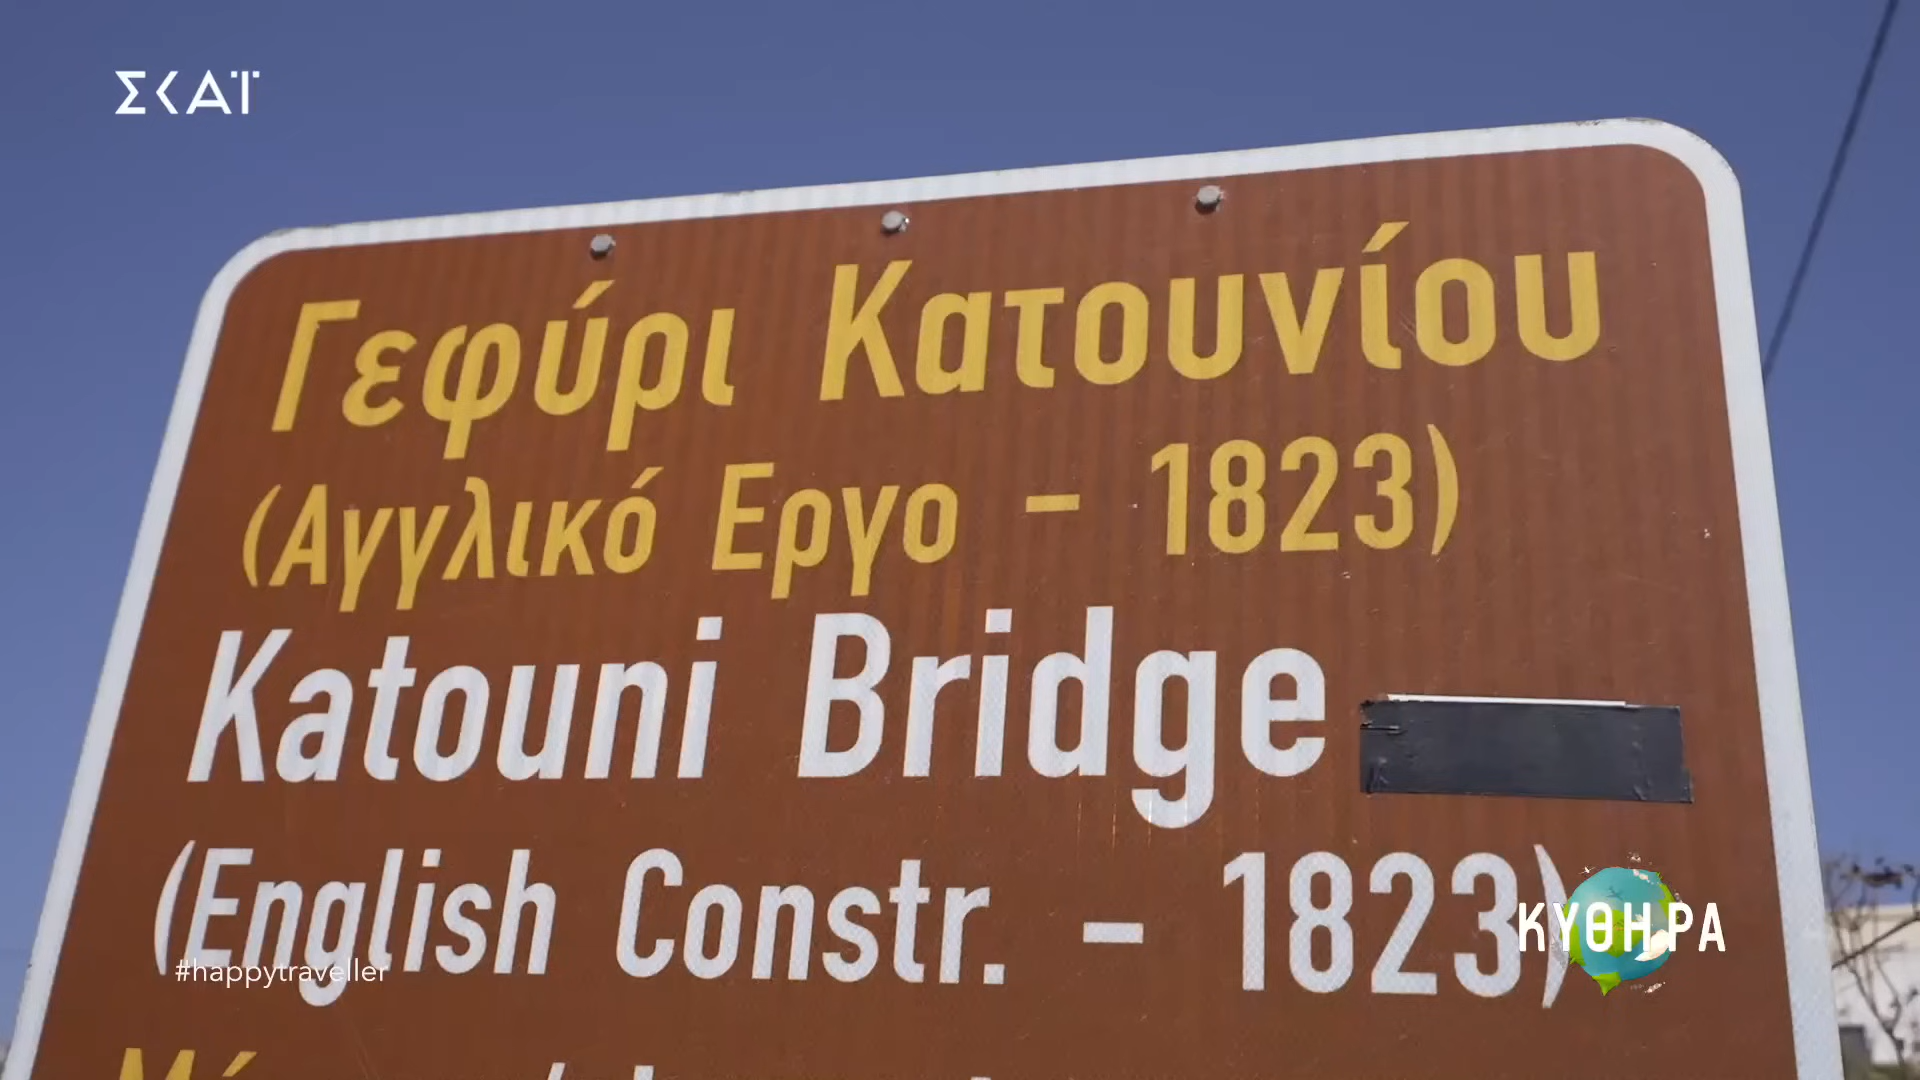 ΣΚΑΪ
Γεφύρι Κατουνίου
(Αγγλικό Εργο - 1823)
Katouni Bridge
(English Constr. - 1823)
#happytraveller
ΚΥΘΗΡΑ